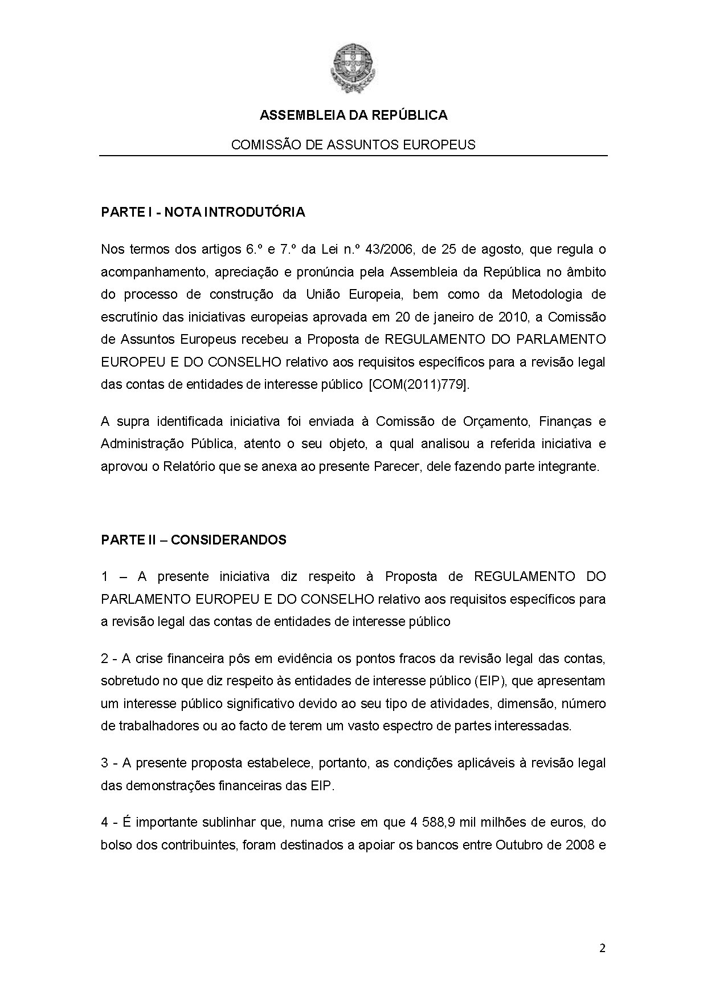 ASSEMBLEIA DA REPÚBLICA
COMISSÃO DE ASSUNTOS EUROPEUS
PARTE I - NOTA INTRODUTÓRIA
Nos termos dos artigos 6.º e 7.º da Lei n.º 43/2006, de 25 de agosto, que regula o
acompanhamento, apreciação e pronúncia pela Assembleia da República no âmbito
do processo de construção da União Europeia, bem como da Metodologia de
escrutínio das iniciativas europeias aprovada em 20 de janeiro de 2010, a Comissão
de Assuntos Europeus recebeu a Proposta de REGULAMENTO DO PARLAMENTO
EUROPEU E DO CONSELHO relativo aos requisitos específicos para a revisão legal
das contas de entidades de interesse público [COM(2011)779].
A supra identificada iniciativa foi enviada à Comissão de Orçamento, Finanças e
Administração Pública, atento o seu objeto, a qual analisou a referida iniciativa e
aprovou o Relatório que se anexa ao presente Parecer, dele fazendo parte integrante.
PARTE II – CONSIDERANDOS
1 – A presente iniciativa diz respeito à Proposta de REGULAMENTO DO
PARLAMENTO EUROPEU E DO CONSELHO relativo aos requisitos específicos para
a revisão legal das contas de entidades de interesse público
2 - A crise financeira pôs em evidência os pontos fracos da revisão legal das contas,
sobretudo no que diz respeito às entidades de interesse público (EIP), que apresentam
um interesse público significativo devido ao seu tipo de atividades, dimensão, número
de trabalhadores ou ao facto de terem um vasto espectro de partes interessadas.
3 - A presente proposta estabelece, portanto, as condições aplicáveis à revisão legal
das demonstrações financeiras das EIP.
4 - É importante sublinhar que, numa crise em que 4 588,9 mil milhões de euros, do
bolso dos contribuintes, foram destinados a apoiar os bancos entre Outubro de 2008 e
2